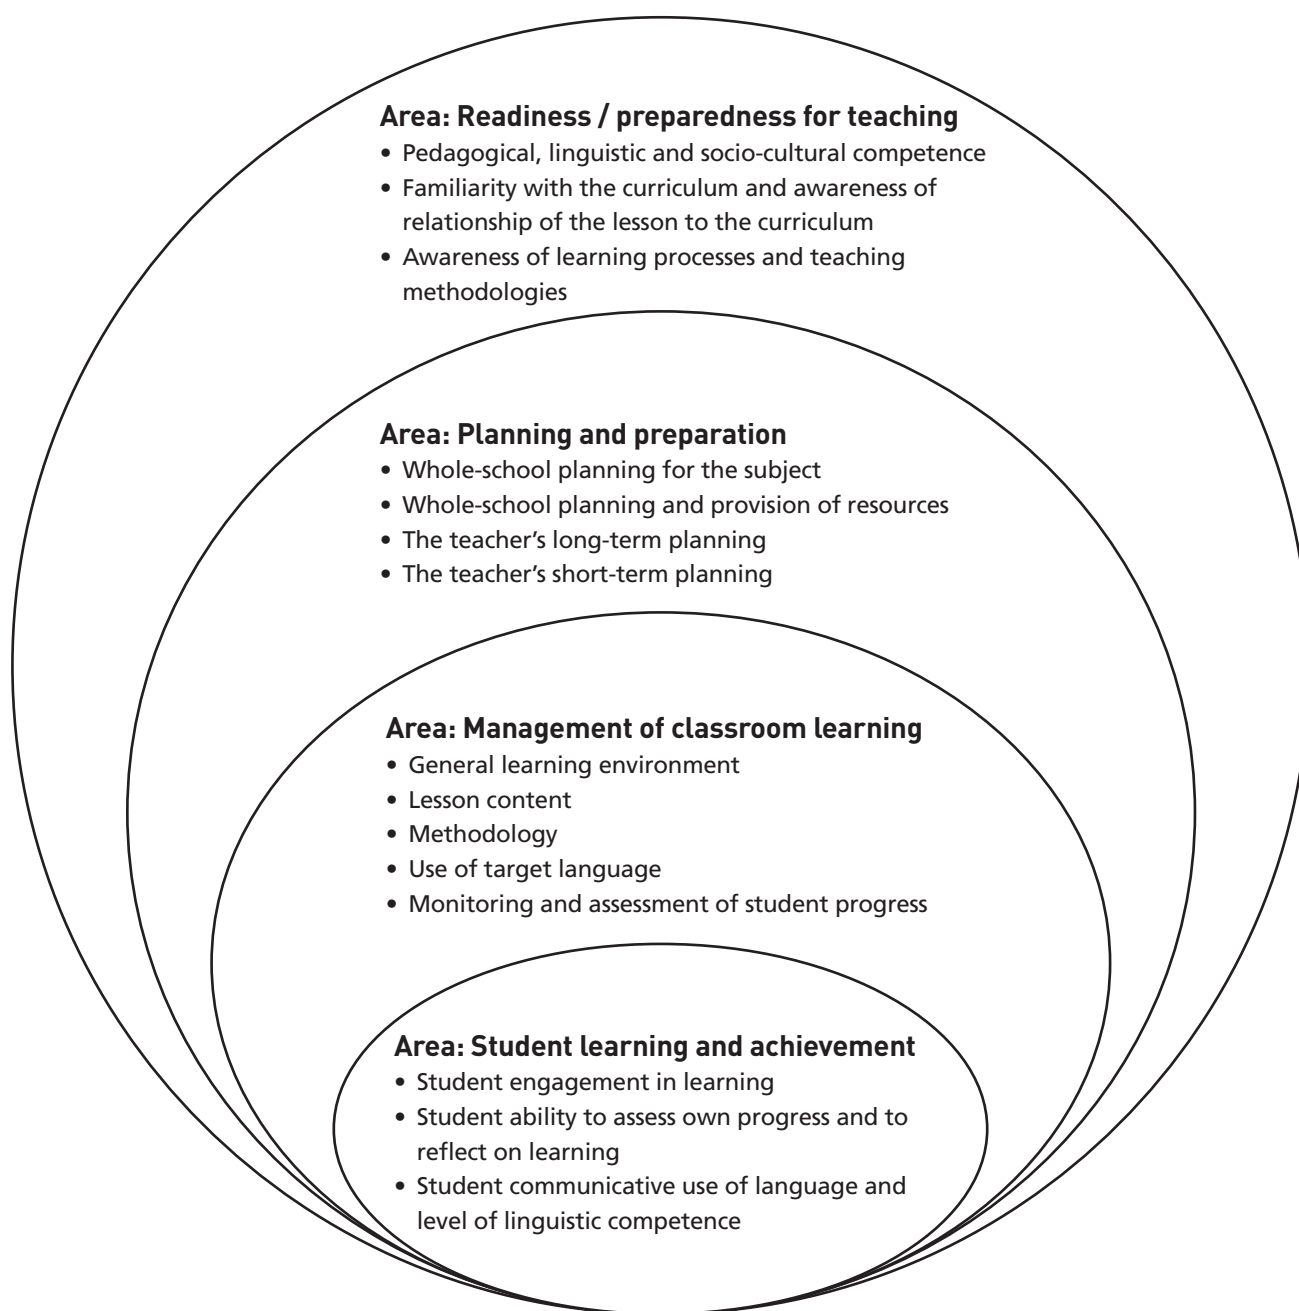 Area: Readiness / preparedness for teaching
• Pedagogical, linguistic and socio-cultural competence
• Familiarity with the curriculum and awareness of
relationship of the lesson to the curriculum
• Awareness of learning processes and teaching
methodologies
Area: Planning and preparation
• Whole-school planning for the subject
• Whole-school planning and provision of resources
• The teacher’s long-term planning
• The teacher’s short-term planning
Area: Management of classroom learning
• General learning environment
• Lesson content
• Methodology
• Use of target language
• Monitoring and assessment of student progress
Area: Student learning and achievement
• Student engagement in learning
• Student ability to assess own progress and to
reflect on learning
• Student communicative use of language and
level of linguistic competence